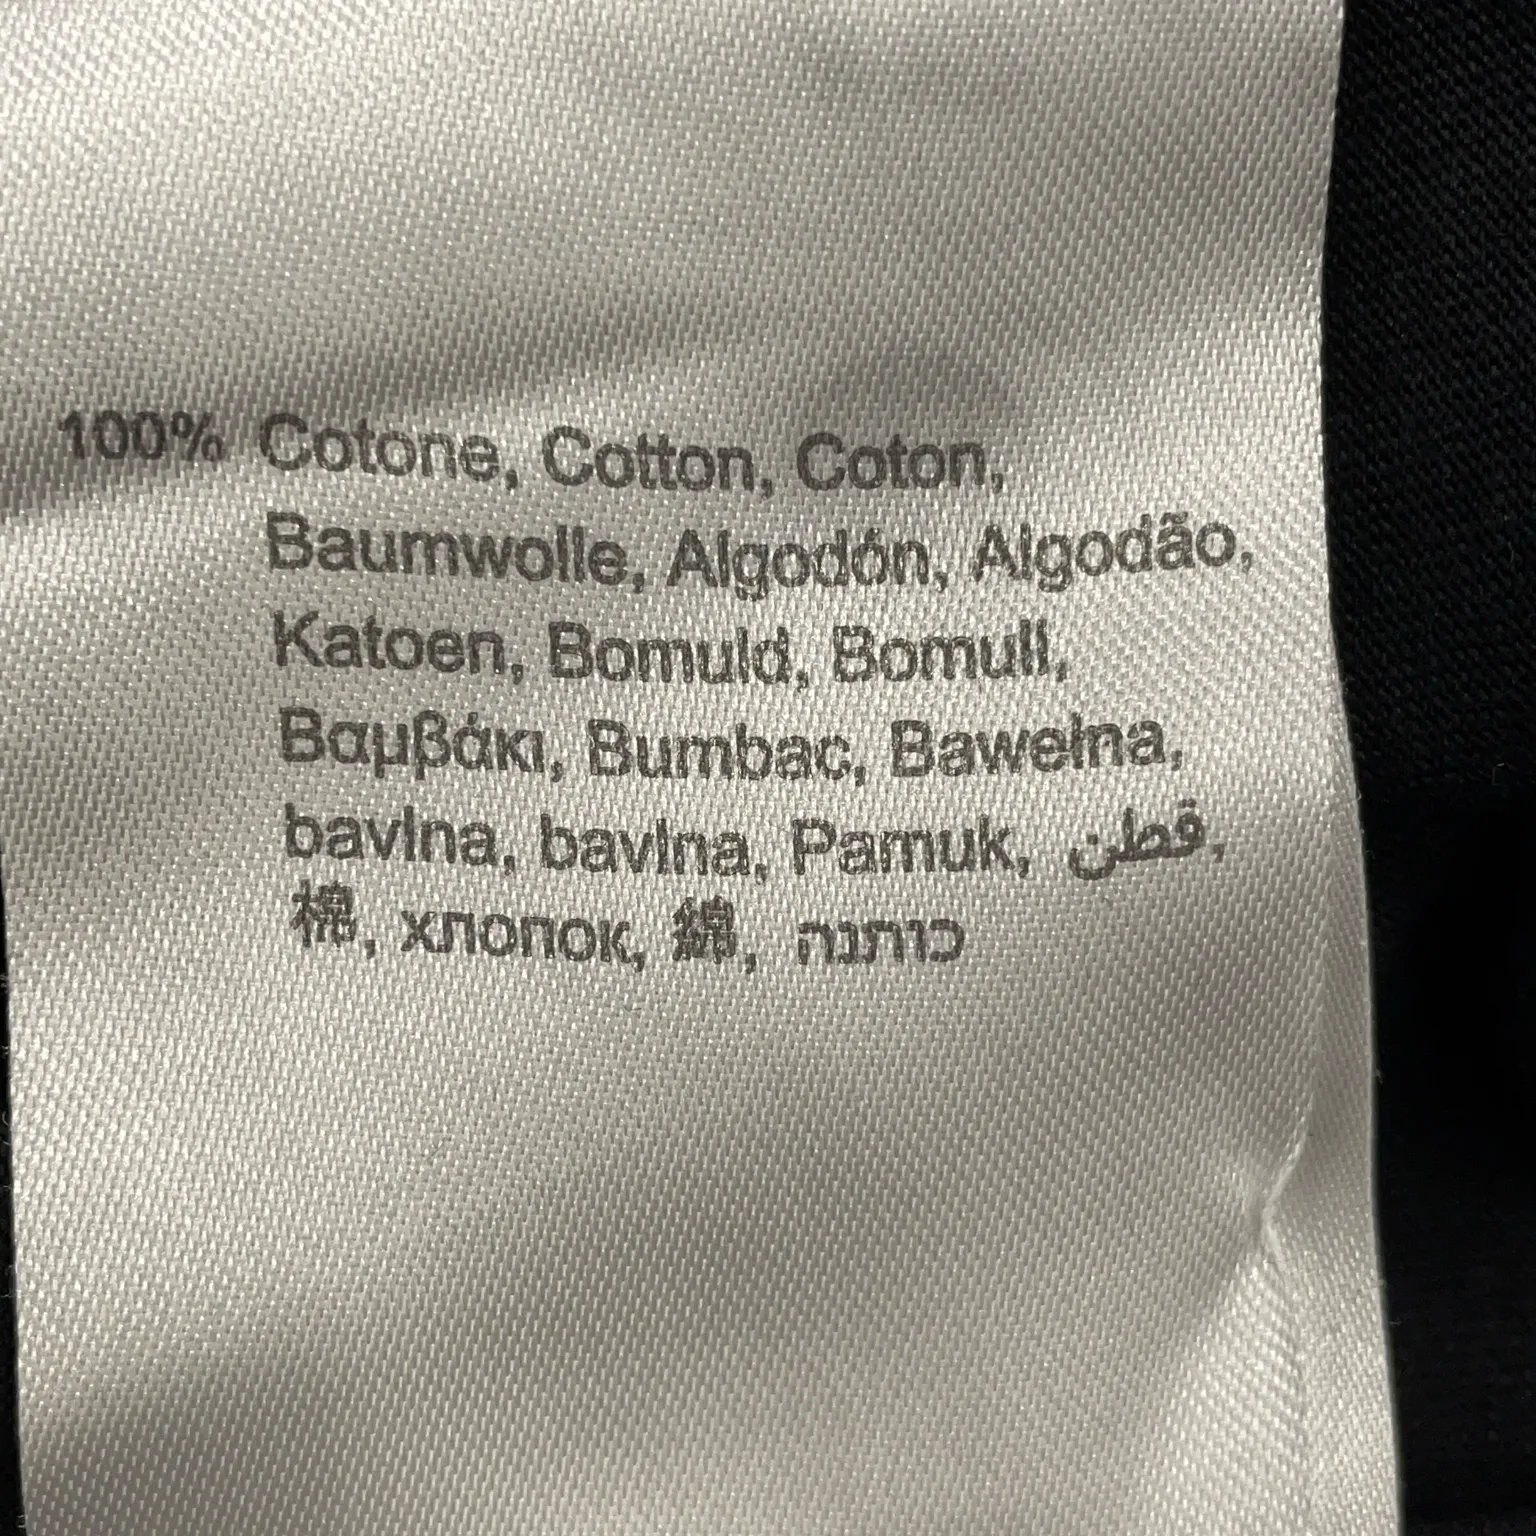 100% Cotone, Cotton, Coton,
Baumwolle, Algodón, Algodão,
Katoen, Bomuld, Bomull,
Βαμβάκι, Bumbac, Bawełna,
bavlna, bavlna, Pamuk, قطن,
棉, хлопок, 綿, כותנה